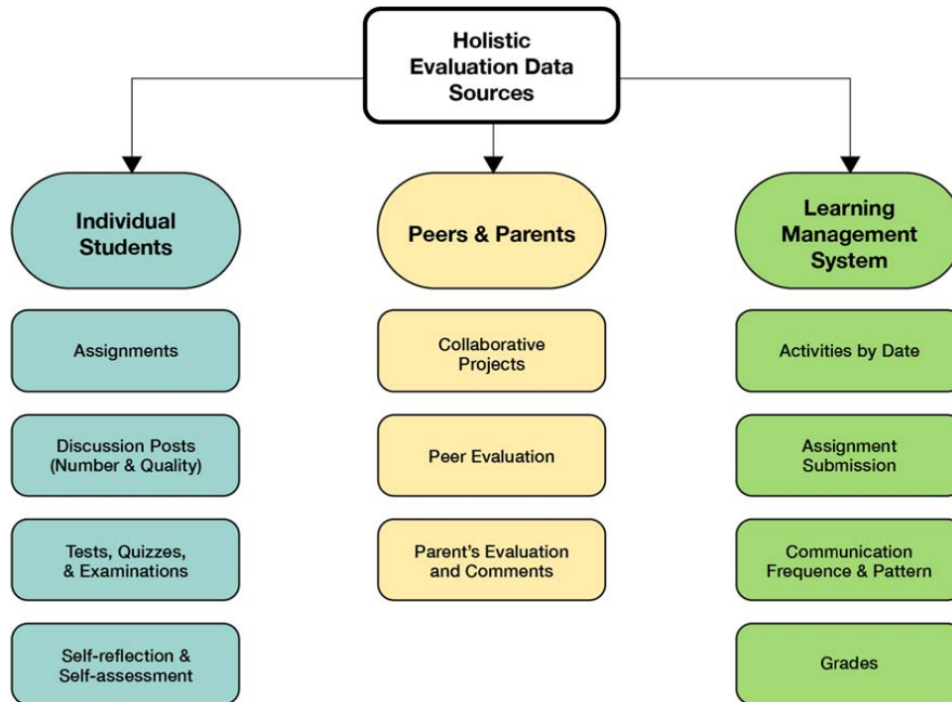 Holistic
Evaluation Data
Sources
Individual
Students
Peers & Parents
Learning
Management
System
Assignments
Collaborative
Projects
Activities by Date
Discussion Posts
(Number & Quality)
Peer Evaluation
Assignment
Submission
Tests, Quizzes,
& Examinations
Parent's Evaluation
and Comments
Communication
Frequence & Pattern
Self-reflection &
Self-assessment
Grades